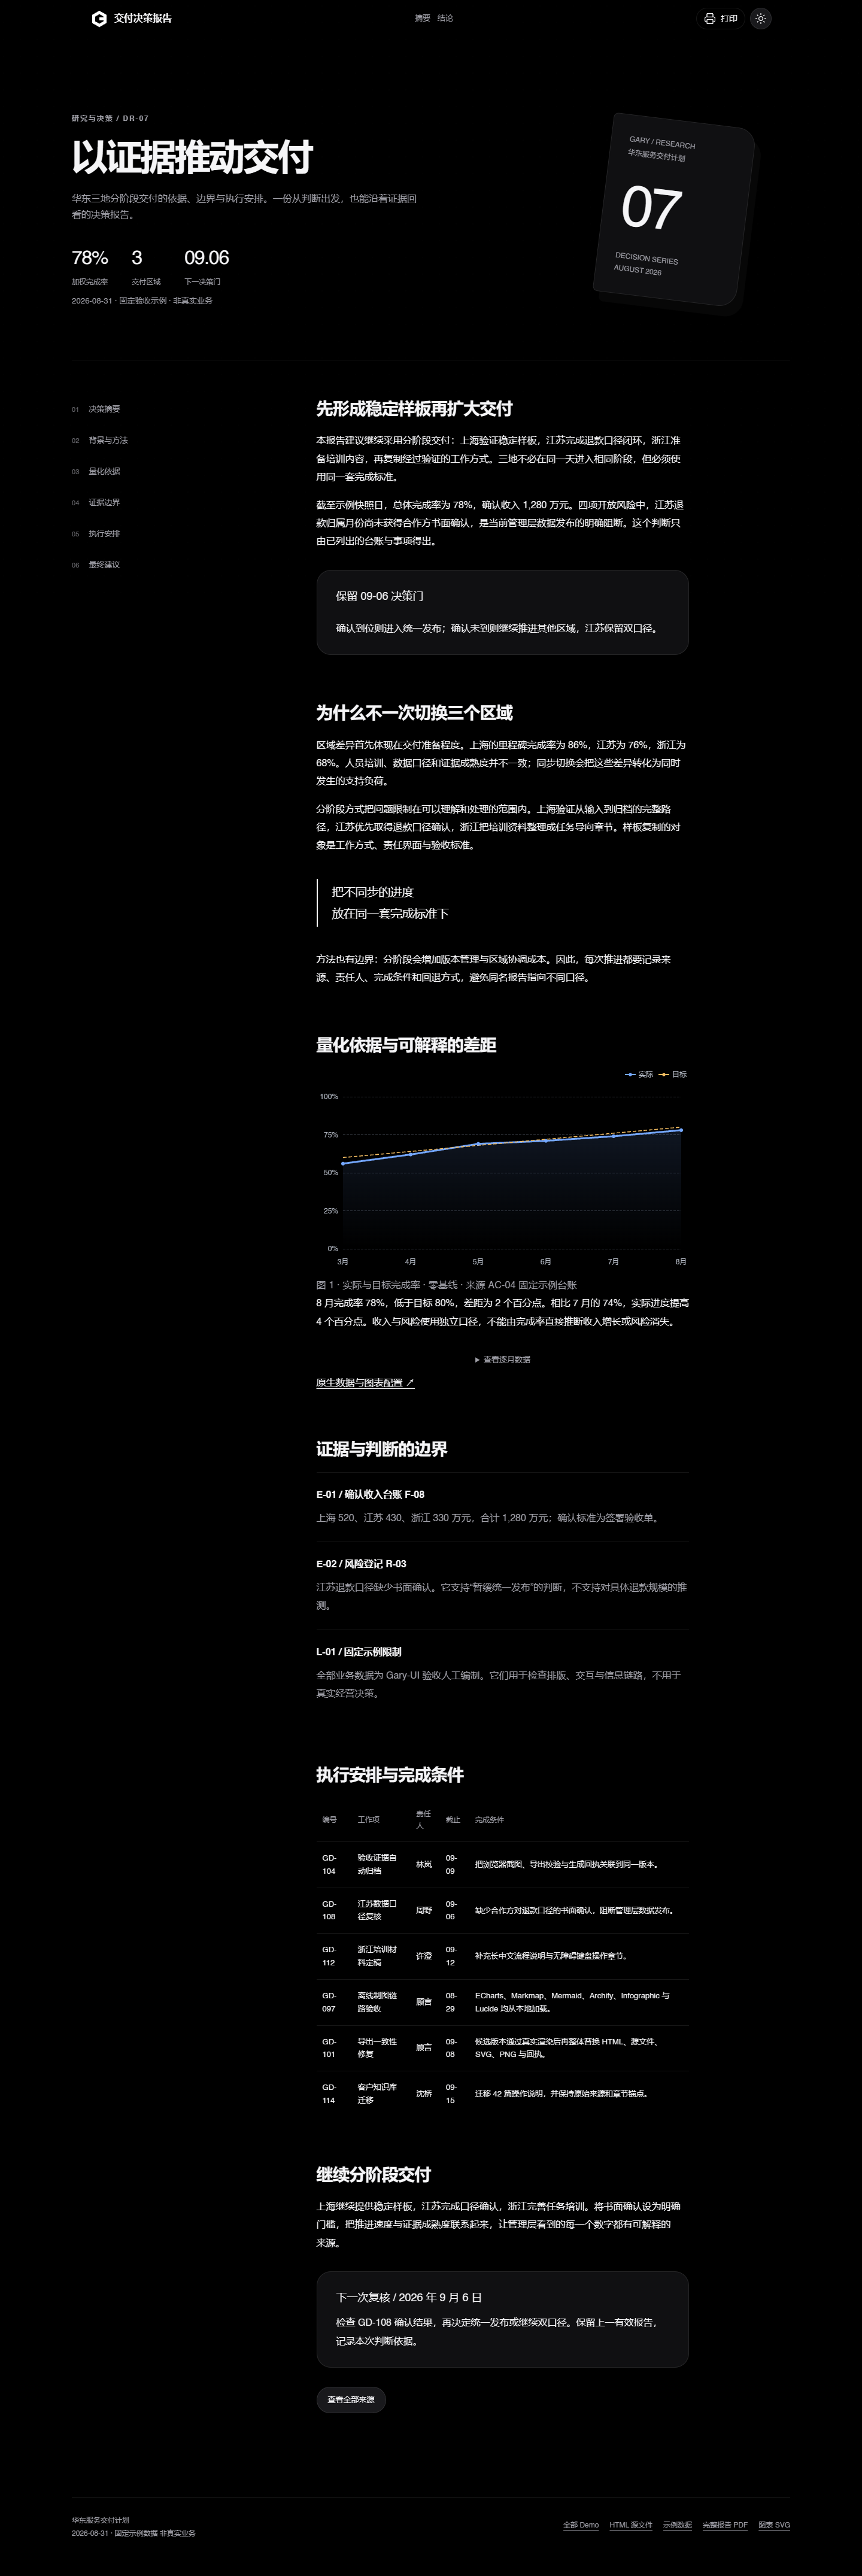 交付决策报告
摘要 结论
打印
研究与决策 / DR-07
以证据推动交付
华东三地分阶段交付的依据、边界与执行安排。一份从判断出发，也能沿着证据回
看的决策报告。
78% 3 09.06
加权完成率 交付区域 下一决策门
2026-08-31 · 固定验收示例 · 非真实业务
GARY / RESEARCH
华东服务交付计划
07
DECISION SERIES
AUGUST 2026
01 决策摘要
02 背景与方法
03 量化依据
04 证据边界
05 执行安排
06 最终建议
先形成稳定样板再扩大交付
本报告建议继续采用分阶段交付：上海验证稳定样板，江苏完成退款口径闭环，浙江准
备培训内容，再复制经过验证的工作方式。三地不必在同一天进入相同阶段，但必须使
用同一套完成标准。
截至示例快照日，总体完成率为 78%，确认收入 1,280 万元。四项开放风险中，江苏退
款归属月份尚未获得合作方书面确认，是当前管理层数据发布的明确阻断。这个判断只
由已列出的台账与事项得出。
保留 09-06 决策门
确认到位则进入统一发布；确认未到则继续推进其他区域，江苏保留双口径。
为什么不一次切换三个区域
区域差异首先体现在交付准备程度。上海的里程碑完成率为 86%，江苏为 76%，浙江为
68%。人员培训、数据口径和证据成熟度并不一致；同步切换会把这些差异转化为同时
发生的支持负荷。
分阶段方式把问题限制在可以理解和处理的范围内。上海验证从输入到归档的完整路
径，江苏优先取得退款口径确认，浙江把培训资料整理成任务导向章节。样板复制的对
象是工作方式、责任界面与验收标准。
把不同步的进度
放在同一套完成标准下
方法也有边界：分阶段会增加版本管理与区域协调成本。因此，每次推进都要记录来
源、责任人、完成条件和回退方式，避免同名报告指向不同口径。
量化依据与可解释的差距
实际 目标
100%
75%
50%
25%
0%
3月 4月 5月 6月 7月 8月
图 1 · 实际与目标完成率 · 零基线 · 来源 AC-04 固定示例台账
8 月完成率 78%，低于目标 80%，差距为 2 个百分点。相比 7 月的 74%，实际进度提高
4 个百分点。收入与风险使用独立口径，不能由完成率直接推断收入增长或风险消失。
▶ 查看逐月数据
原生数据与图表配置 ↗
证据与判断的边界
E-01 / 确认收入台账 F-08
上海 520、江苏 430、浙江 330 万元，合计 1,280 万元；确认标准为签署验收单。
E-02 / 风险登记 R-03
江苏退款口径缺少书面确认。它支持“暂缓统一发布”的判断，不支持对具体退款规模的推
测。
L-01 / 固定示例限制
全部业务数据为 Gary-UI 验收人工编制。它们用于检查排版、交互与信息链路，不用于
真实经营决策。
执行安排与完成条件
编号 工作项 责任人 截止 完成条件
GD-104 验收证据自动归档 林岚 09-09 把浏览器截图、导出校验与生成回执关联到同一版本。
GD-108 江苏数据口径复核 周野 09-06 缺少合作方对退款口径的书面确认，阻断管理层数据发布。
GD-112 浙江培训材料定稿 许澄 09-12 补充长中文流程说明与无障碍键盘操作章节。
GD-097 离线制图链路验收 顾言 08-29 ECharts、Markmap、Mermaid、Archify、Infographic 与 Lucide 均从本地加载。
GD-101 导出一致性修复 顾言 09-08 候选版本通过真实渲染后再整体替换 HTML、源文件、SVG、PNG 与回执。
GD-114 客户知识库迁移 沈桥 09-15 迁移 42 篇操作说明，并保持原始来源和章节锚点。
继续分阶段交付
上海继续提供稳定样板，江苏完成口径确认，浙江完善任务培训。将书面确认设为明确
门槛，把推进速度与证据成熟度联系起来，让管理层看到的每一个数字都有可解释的
来源。
下一次复核 / 2026 年 9 月 6 日
检查 GD-108 确认结果，再决定统一发布或继续双口径。保留上一有效报告，
记录本次判断依据。
查看全部来源
华东服务交付计划
2026-08-31 · 固定示例数据 非真实业务
全部 Demo HTML 源文件 示例数据 完整报告 PDF 图表 SVG